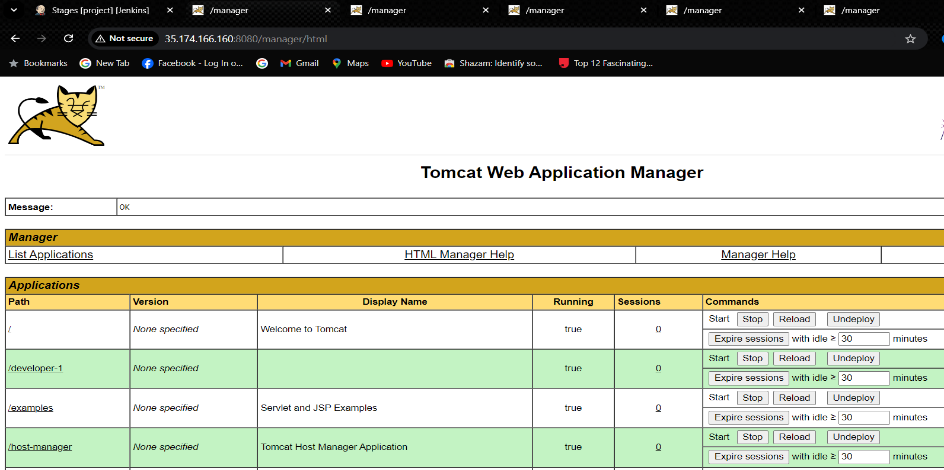 Stages [project] [Jenkins]
/manager
/manager
/manager
/manager
/manager
Not secure 35.174.166.160:8080/manager/html
Bookmarks New Tab Facebook - Log In o... Gmail Maps YouTube Shazam: Identify so... Top 12 Fascinating...
TM
Tomcat Web Application Manager
Message: OK
Manager
List Applications HTML Manager Help Manager Help
Applications
Path Version Display Name Running Sessions Commands
/ None specified Welcome to Tomcat true 0 Start Stop Reload Undeploy
Expire sessions with idle ≥ 30 minutes
/developer-1 None specified true 0 Start Stop Reload Undeploy
Expire sessions with idle ≥ 30 minutes
/examples None specified Servlet and JSP Examples true 0 Start Stop Reload Undeploy
Expire sessions with idle ≥ 30 minutes
/host-manager None specified Tomcat Host Manager Application true 0 Start Stop Reload Undeploy
Expire sessions with idle ≥ 30 minutes